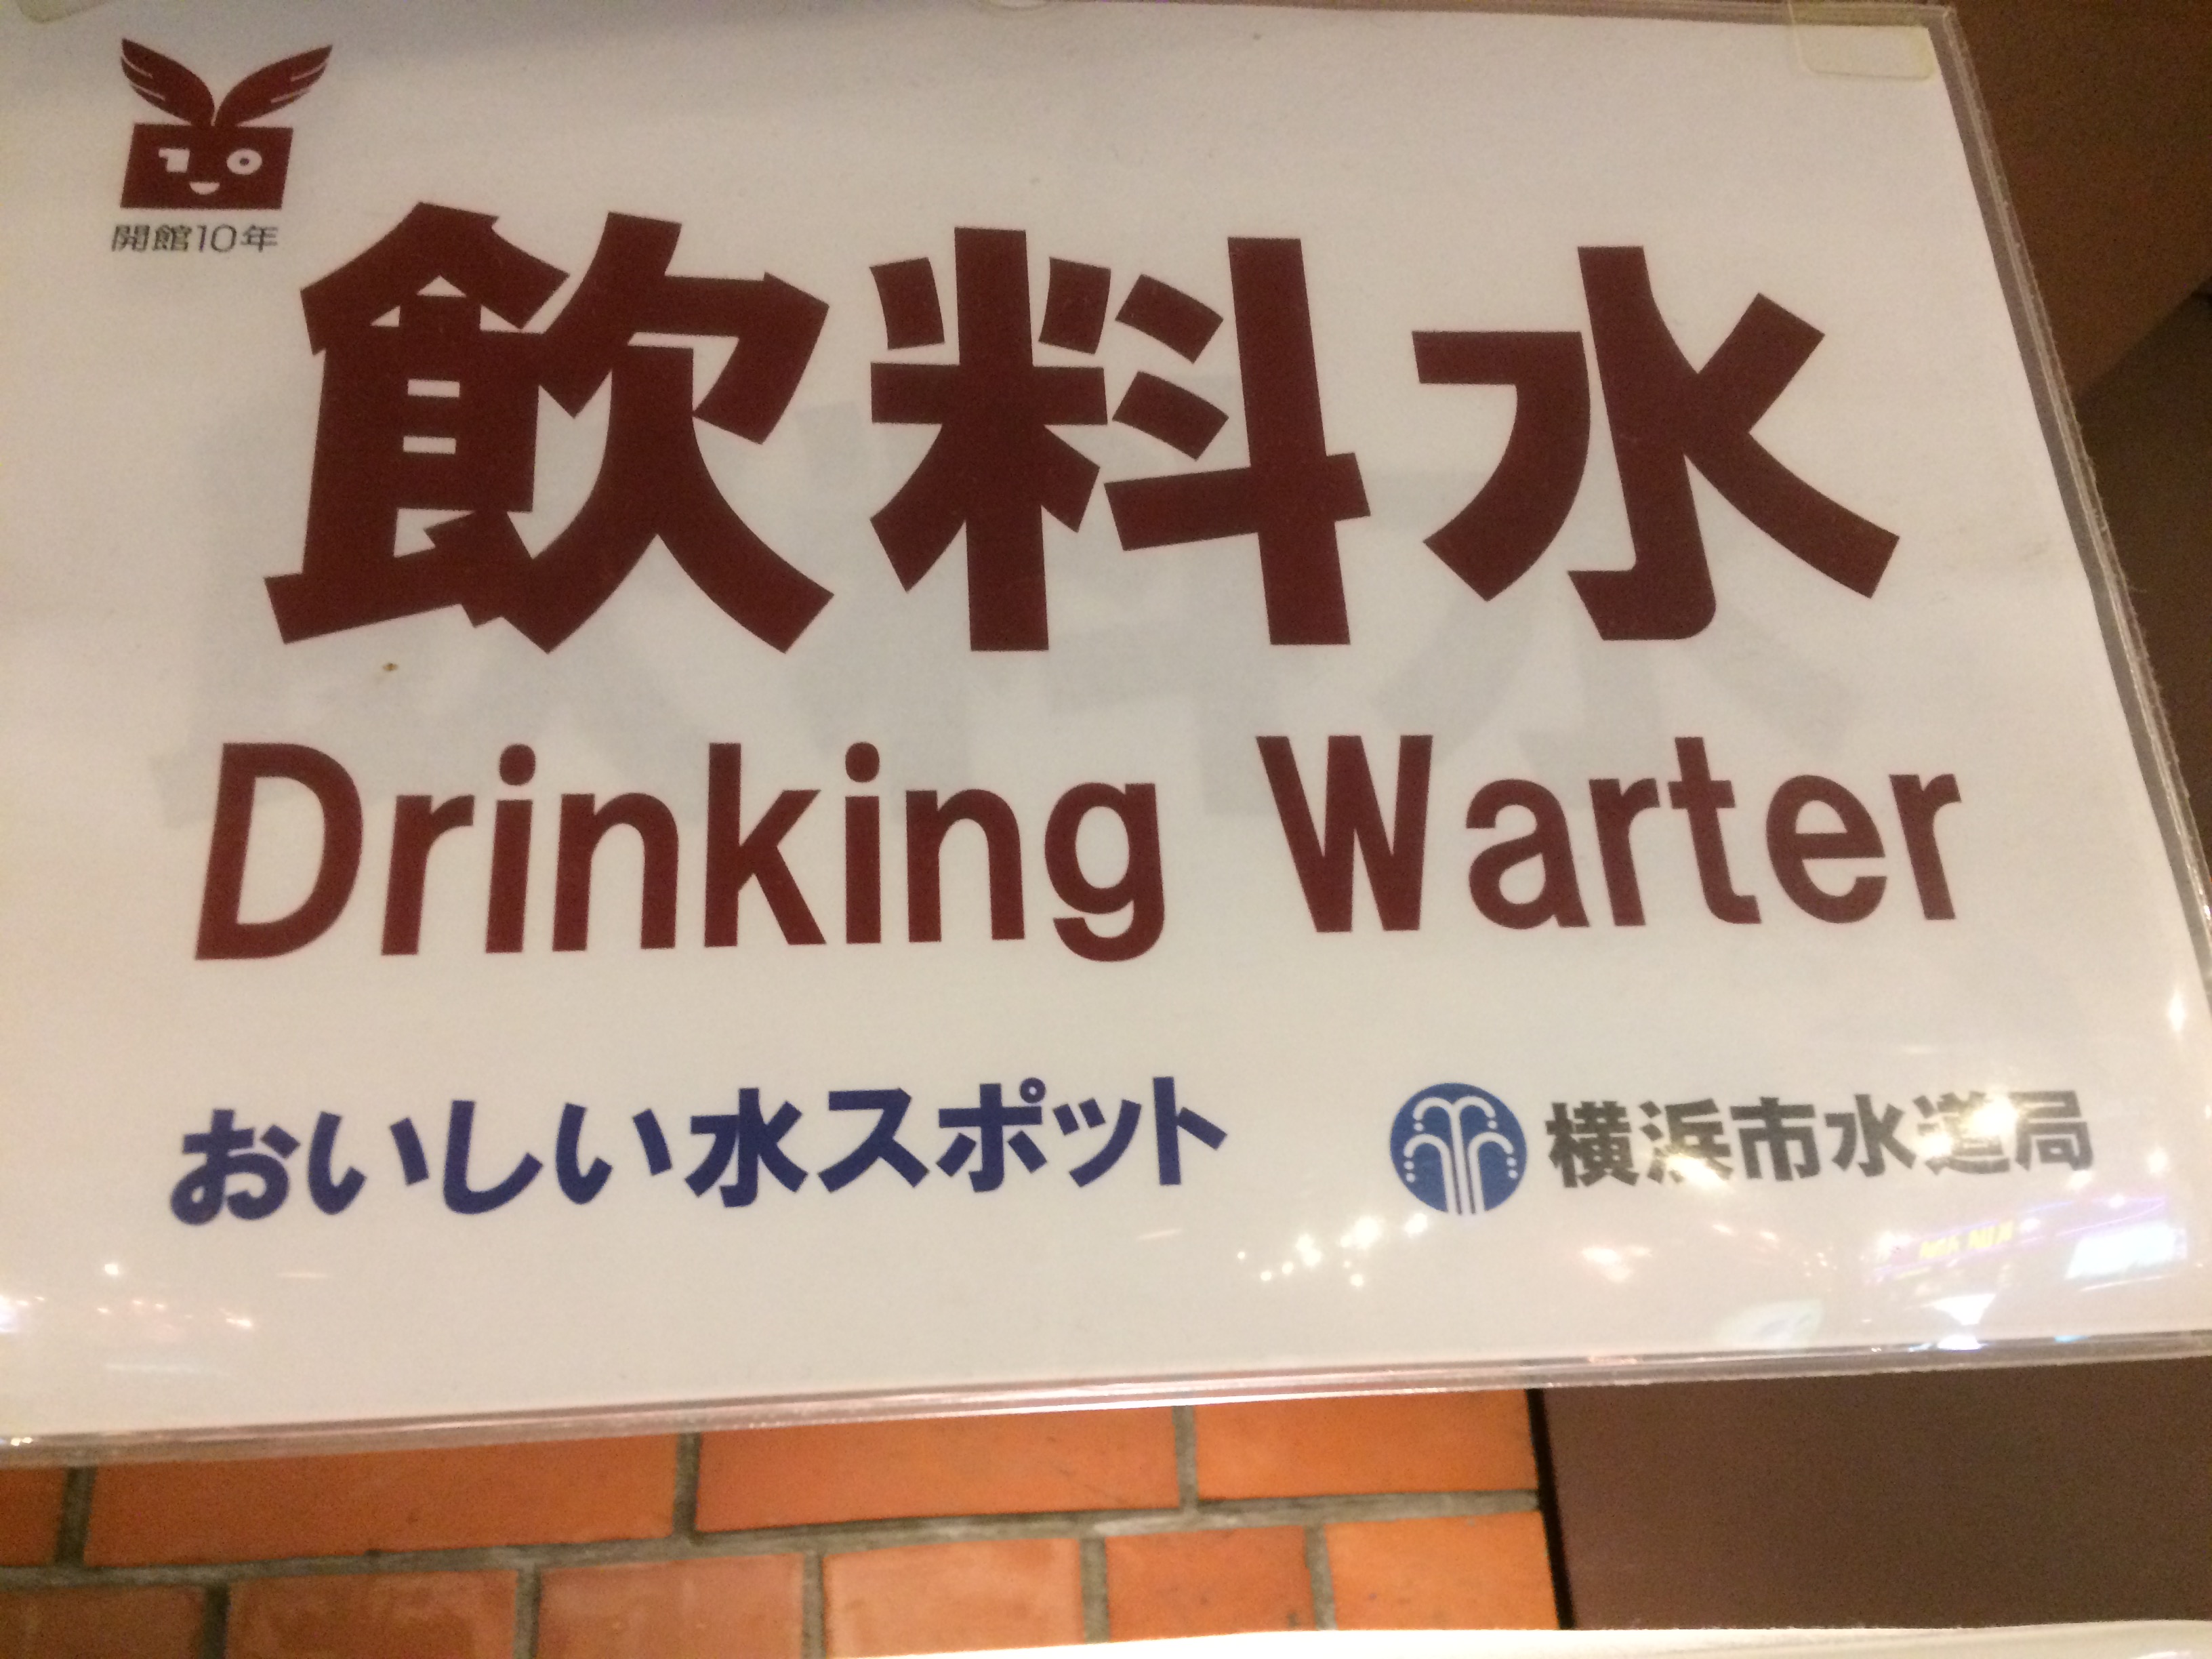 開館10年
飲料水
Drinking Warter
おいしい水スポット
横浜市水道局